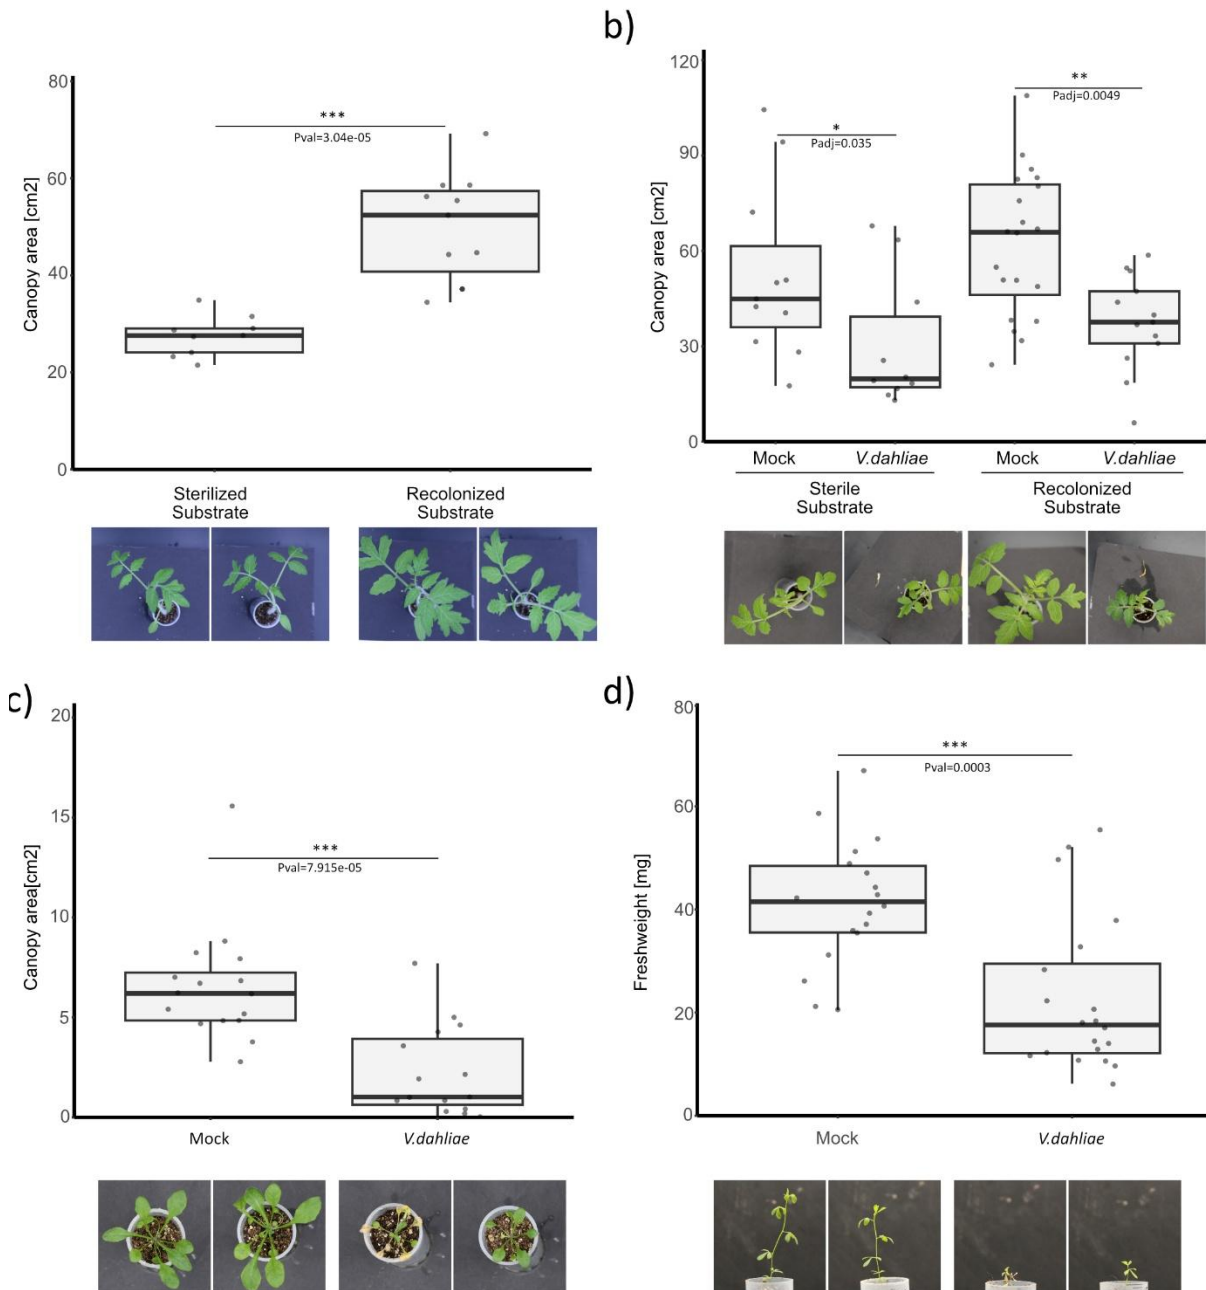 80
60
40
20
0
Canopy area [cm2]
***
Pval=3.04e-05
Sterilized
Substrate
Recolonized
Substrate
b)
120
90
60
30
0
Canopy area [cm2]
*
Padj=0.035
**
Padj=0.0049
Mock
V.dahliae
Mock
V.dahliae
Sterile
Substrate
Recolonized
Substrate
c)
20
15
10
5
0
Canopy area[cm2]
***
Pval=7.915e-05
Mock
V.dahliae
d)
80
60
40
20
0
Freshweight [mg]
***
Pval=0.0003
Mock
V.dahliae